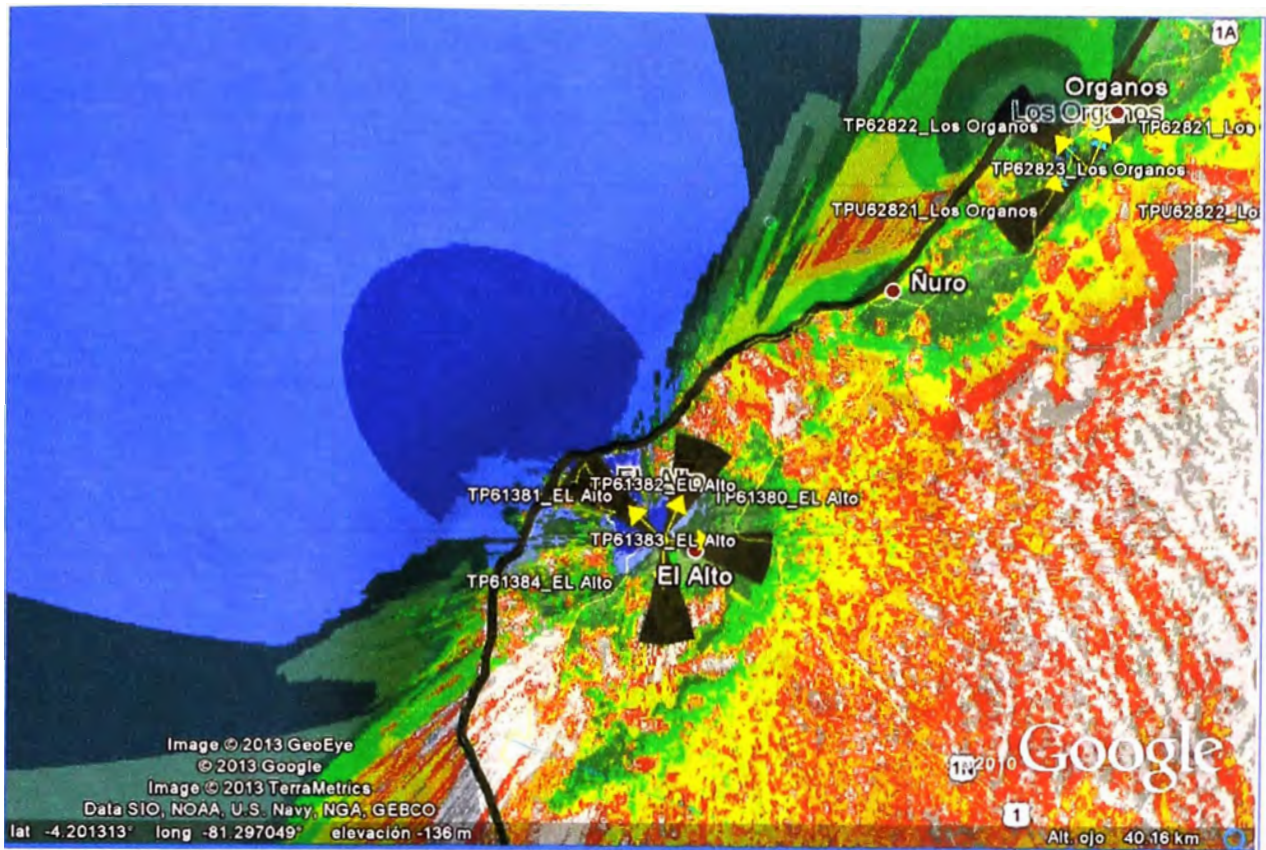 1A
Organos
Los Organos
TP62822_Los Organos
TP62821_Los
TP62823_Los Organos
TPU62821_Los Organos
TPU62822_Lo
Ñuro
TP61382_EL Alto
TP61381_EL Alto
TP61380_EL Alto
TP61383_EL Alto
El Alto
TP61384_EL Alto
Image © 2013 GeoEye
© 2013 Google
Image © 2013 TerraMetrics
Data SIO, NOAA, U.S. Navy, NGA, GEBCO
1N
2010
Google
1
lat -4.201313° long -81.297049° elevación -136 m
Alt. ojo 40.16 km